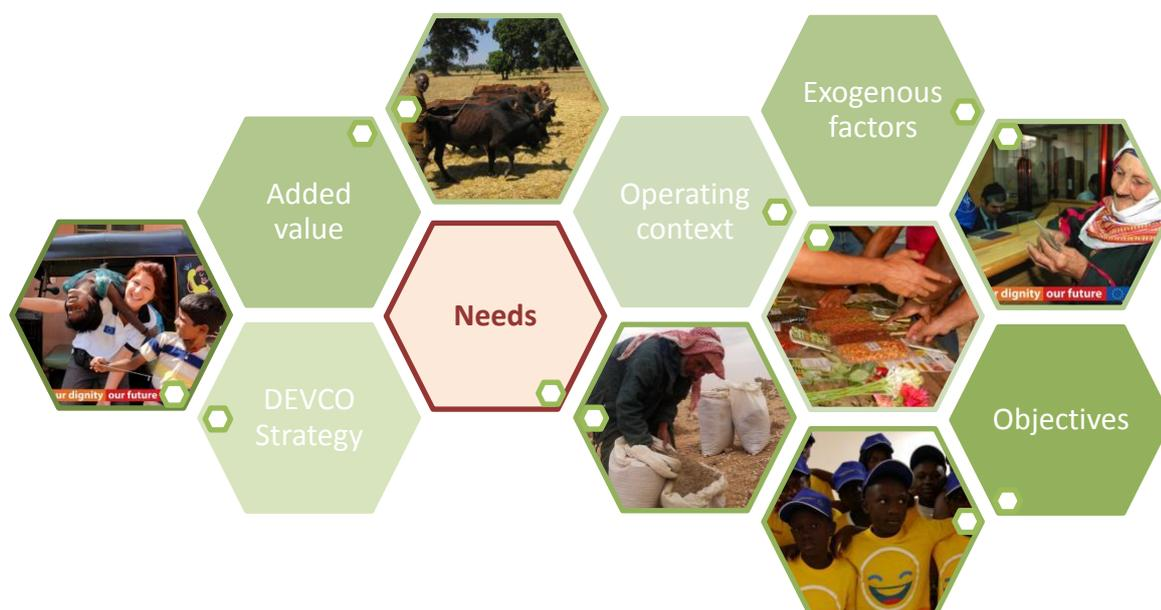 Exogenous
factors
Added
value
Operating
context
Needs
r dignity our future
ur dignity our future
DEVCO
Strategy
Objectives